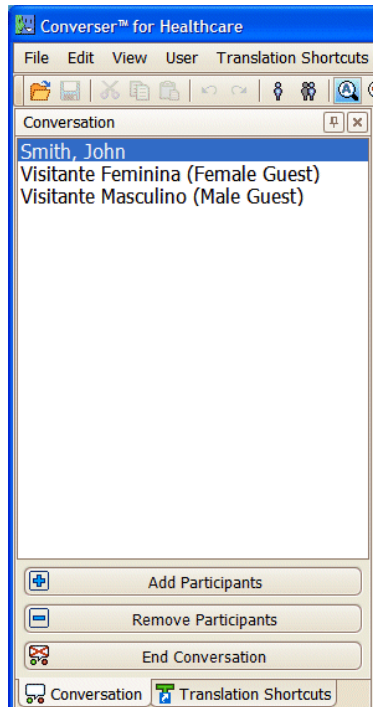 Converser™ for Healthcare
File Edit View User Translation Shortcuts
Conversation
Smith, John
Visitante Feminina (Female Guest)
Visitante Masculino (Male Guest)
Add Participants
Remove Participants
End Conversation
Conversation Translation Shortcuts